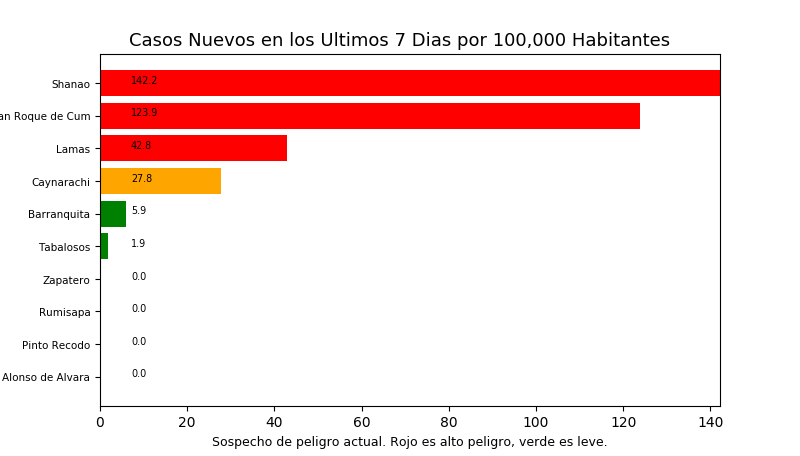 Casos Nuevos en los Ultimos 7 Dias por 100,000 Habitantes
Shanao 142.2
an Roque de Cum 123.9
Lamas 42.8
Caynarachi 27.8
Barranquita 5.9
Tabalosos 1.9
Zapatero 0.0
Rumisapa 0.0
Pinto Recodo 0.0
Alonso de Alvara 0.0
0 20 40 60 80 100 120 140
Sospecho de peligro actual. Rojo es alto peligro, verde es leve.